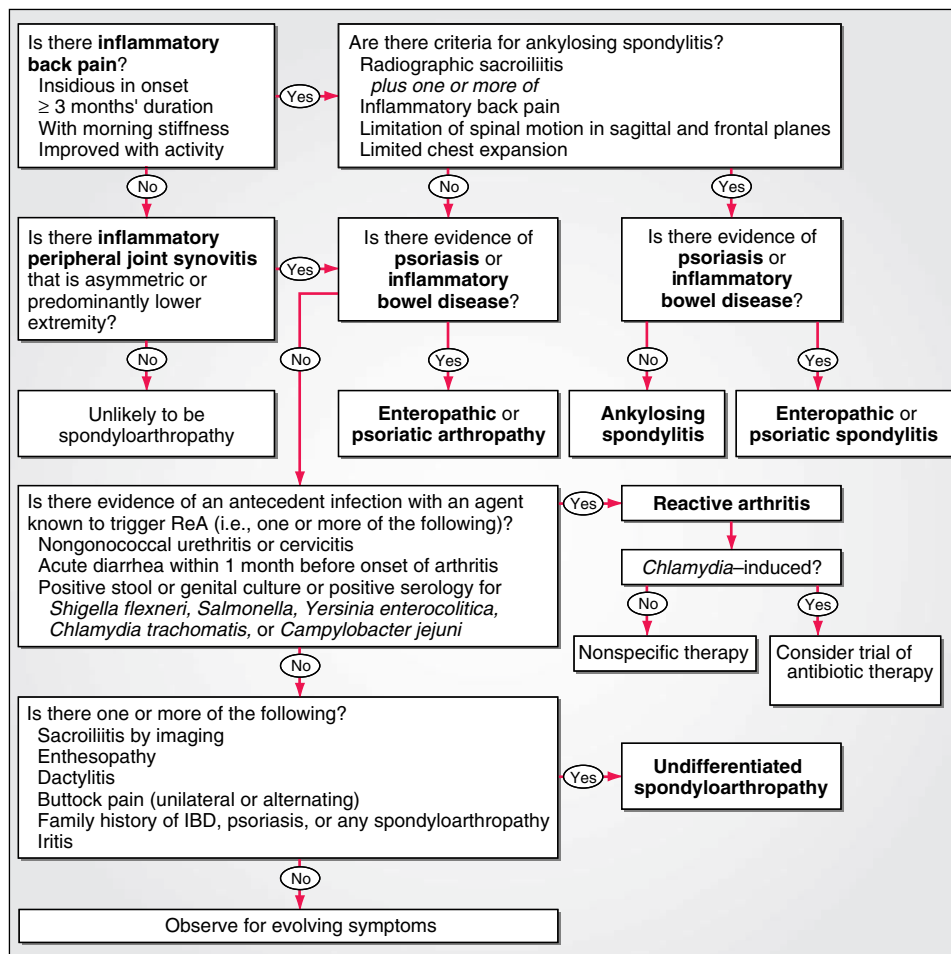 Is there inflammatory
back pain?
Insidious in onset
≥ 3 months' duration
With morning stiffness
Improved with activity
Yes
Are there criteria for ankylosing spondylitis?
Radiographic sacroiliitis
plus one or more of
Inflammatory back pain
Limitation of spinal motion in sagittal and frontal planes
Limited chest expansion
No
No
Yes
Is there inflammatory
peripheral joint synovitis
that is asymmetric or
predominantly lower
extremity?
Yes
Is there evidence of
psoriasis or
inflammatory
bowel disease?
Is there evidence of
psoriasis or
inflammatory
bowel disease?
No
No
Yes
No
Yes
Unlikely to be
spondyloarthropathy
Enteropathic or
psoriatic arthropathy
Ankylosing
spondylitis
Enteropathic or
psoriatic spondylitis
Is there evidence of an antecedent infection with an agent
known to trigger ReA (i.e., one or more of the following)?
Nongonococcal urethritis or cervicitis
Acute diarrhea within 1 month before onset of arthritis
Positive stool or genital culture or positive serology for
Shigella flexneri, Salmonella, Yersinia enterocolitica,
Chlamydia trachomatis, or Campylobacter jejuni
Yes
Reactive arthritis
Chlamydia–induced?
No
Yes
Nonspecific therapy
Consider trial of
antibiotic therapy
No
Is there one or more of the following?
Sacroiliitis by imaging
Enthesopathy
Dactylitis
Buttock pain (unilateral or alternating)
Family history of IBD, psoriasis, or any spondyloarthropathy
Iritis
Yes
Undifferentiated
spondyloarthropathy
No
Observe for evolving symptoms